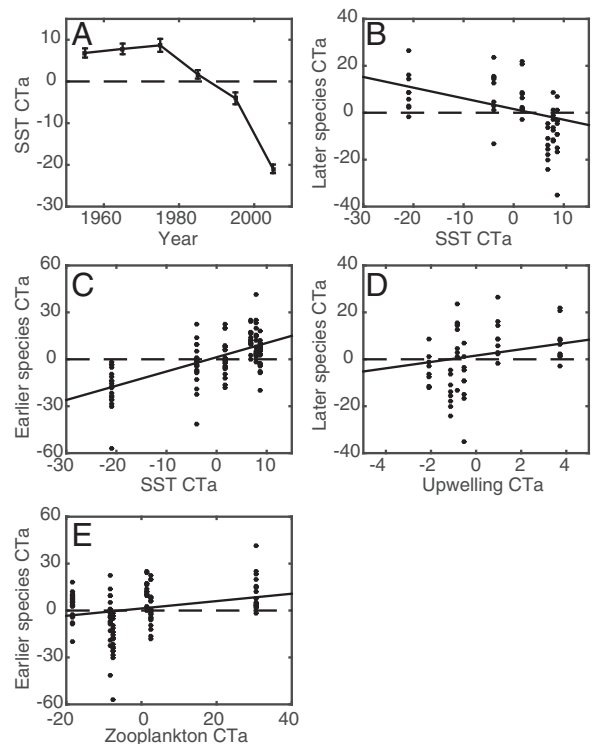 A
10
0
-10
-20
-30
SST CTa
1960 1980 2000
Year
B
40
20
0
-20
-40
Later species CTa
-30 -20 -10 0 10
SST CTa
C
60
30
0
-30
-60
Earlier species CTa
-30 -20 -10 0 10
SST CTa
D
40
20
0
-20
-40
Later species CTa
-4 -2 0 2 4
Upwelling CTa
E
60
30
0
-30
-60
Earlier species CTa
-20 0 20 40
Zooplankton CTa